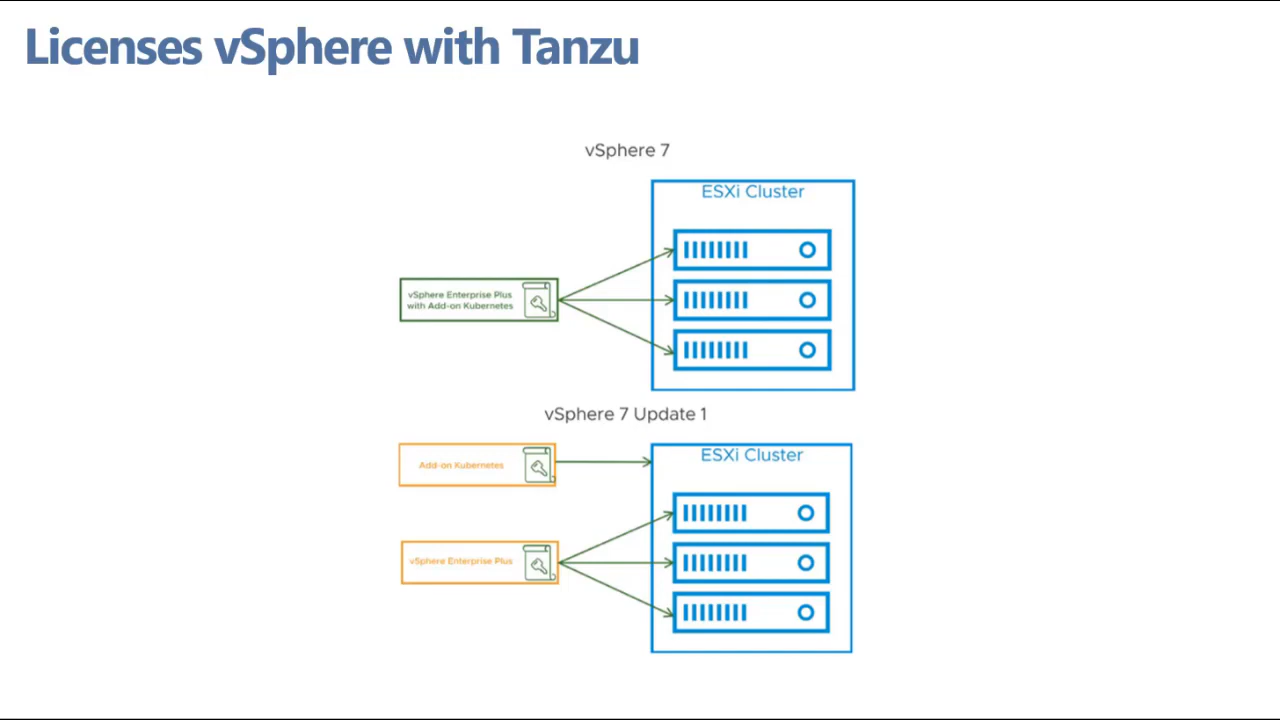 Licenses vSphere with Tanzu
vSphere 7
ESXi Cluster
vSphere Enterprise Plus
with Add-on Kubernetes
vSphere 7 Update 1
Add-on Kubernetes
ESXi Cluster
vSphere Enterprise Plus